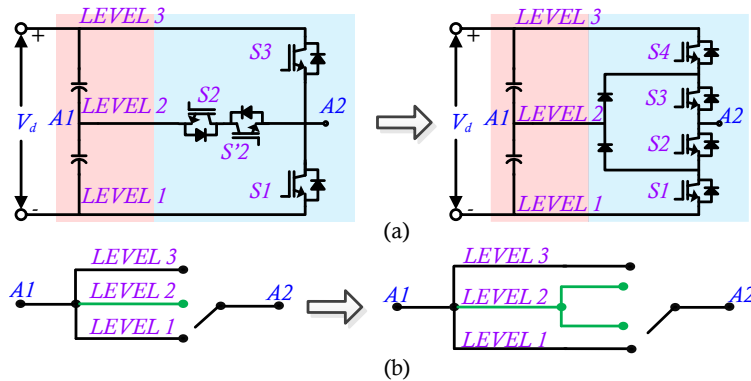 LEVEL 3
LEVEL 3
+
S3
+
S4
S2
S3
V_d
A1
LEVEL 2
A2
V_d
A1
LEVEL 2
A2
S'2
S2
S1
S1
-
LEVEL 1
-
LEVEL 1
(a)
LEVEL 3
LEVEL 3
A1
LEVEL 2
A2
A1
LEVEL 2
A2
LEVEL 1
LEVEL 1
(b)